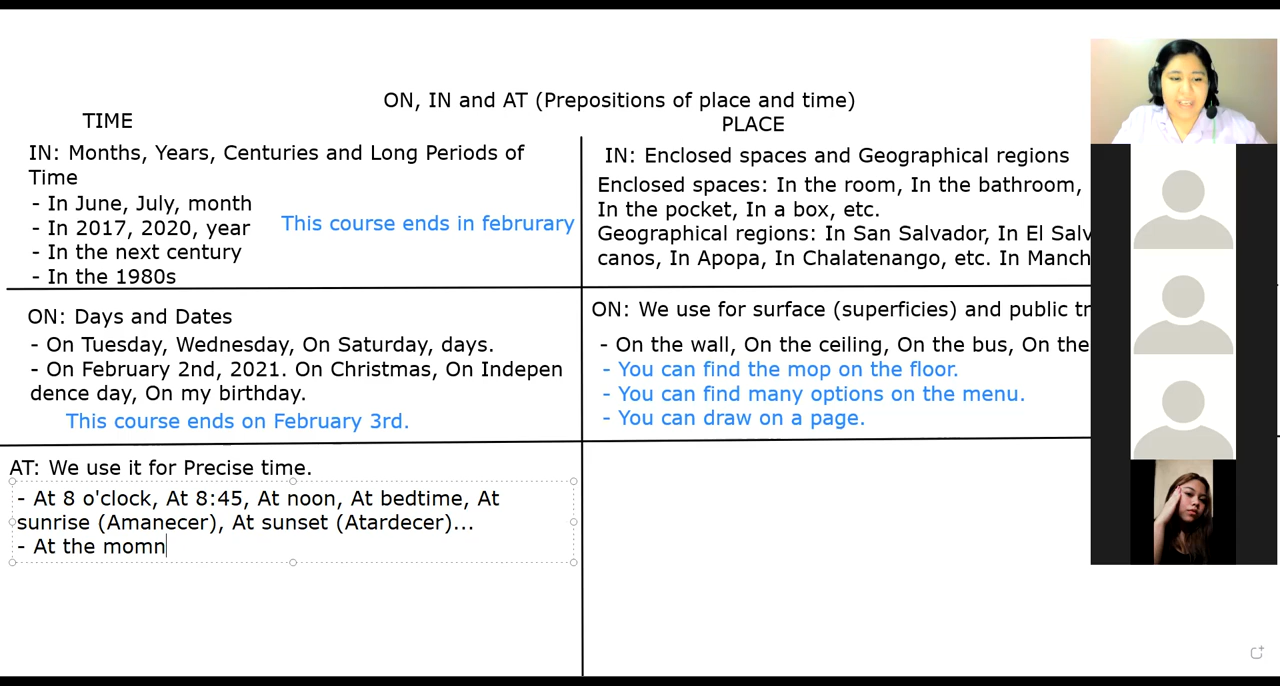 ON, IN and AT (Prepositions of place and time)
TIME
PLACE
IN: Months, Years, Centuries and Long Periods of
Time
- In June, July, month
- In 2017, 2020, year
- In the next century
- In the 1980s
This course ends in februrary
IN: Enclosed spaces and Geographical regions
Enclosed spaces: In the room, In the bathroom,
In the pocket, In a box, etc.
Geographical regions: In San Salvador, In El Salv
canos, In Apopa, In Chalatenango, etc. In Manch
ON: Days and Dates
- On Tuesday, Wednesday, On Saturday, days.
- On February 2nd, 2021. On Christmas, On Indepen
dence day, On my birthday.
This course ends on February 3rd.
ON: We use for surface (superficies) and public tr
- On the wall, On the ceiling, On the bus, On the
- You can find the mop on the floor.
- You can find many options on the menu.
- You can draw on a page.
AT: We use it for Precise time.
- At 8 o'clock, At 8:45, At noon, At bedtime, At
sunrise (Amanecer), At sunset (Atardecer)...
- At the momn